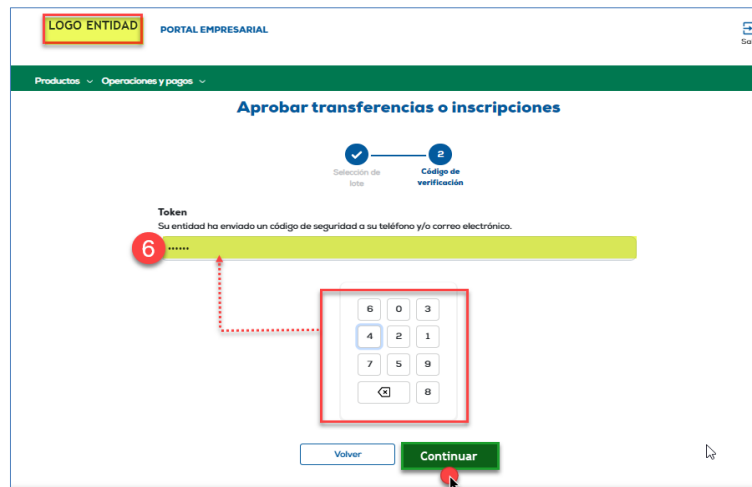 LOGO ENTIDAD
PORTAL EMPRESARIAL
Productos Operaciones y pagos
Aprobar transferencias o inscripciones
2
Selección de
lote
Código de
verificación
Token
Su entidad ha enviado un código de seguridad a su teléfono y/o correo electrónico.
6 ••••••
6 0 3
4 2 1
7 5 9
8
Volver Continuar